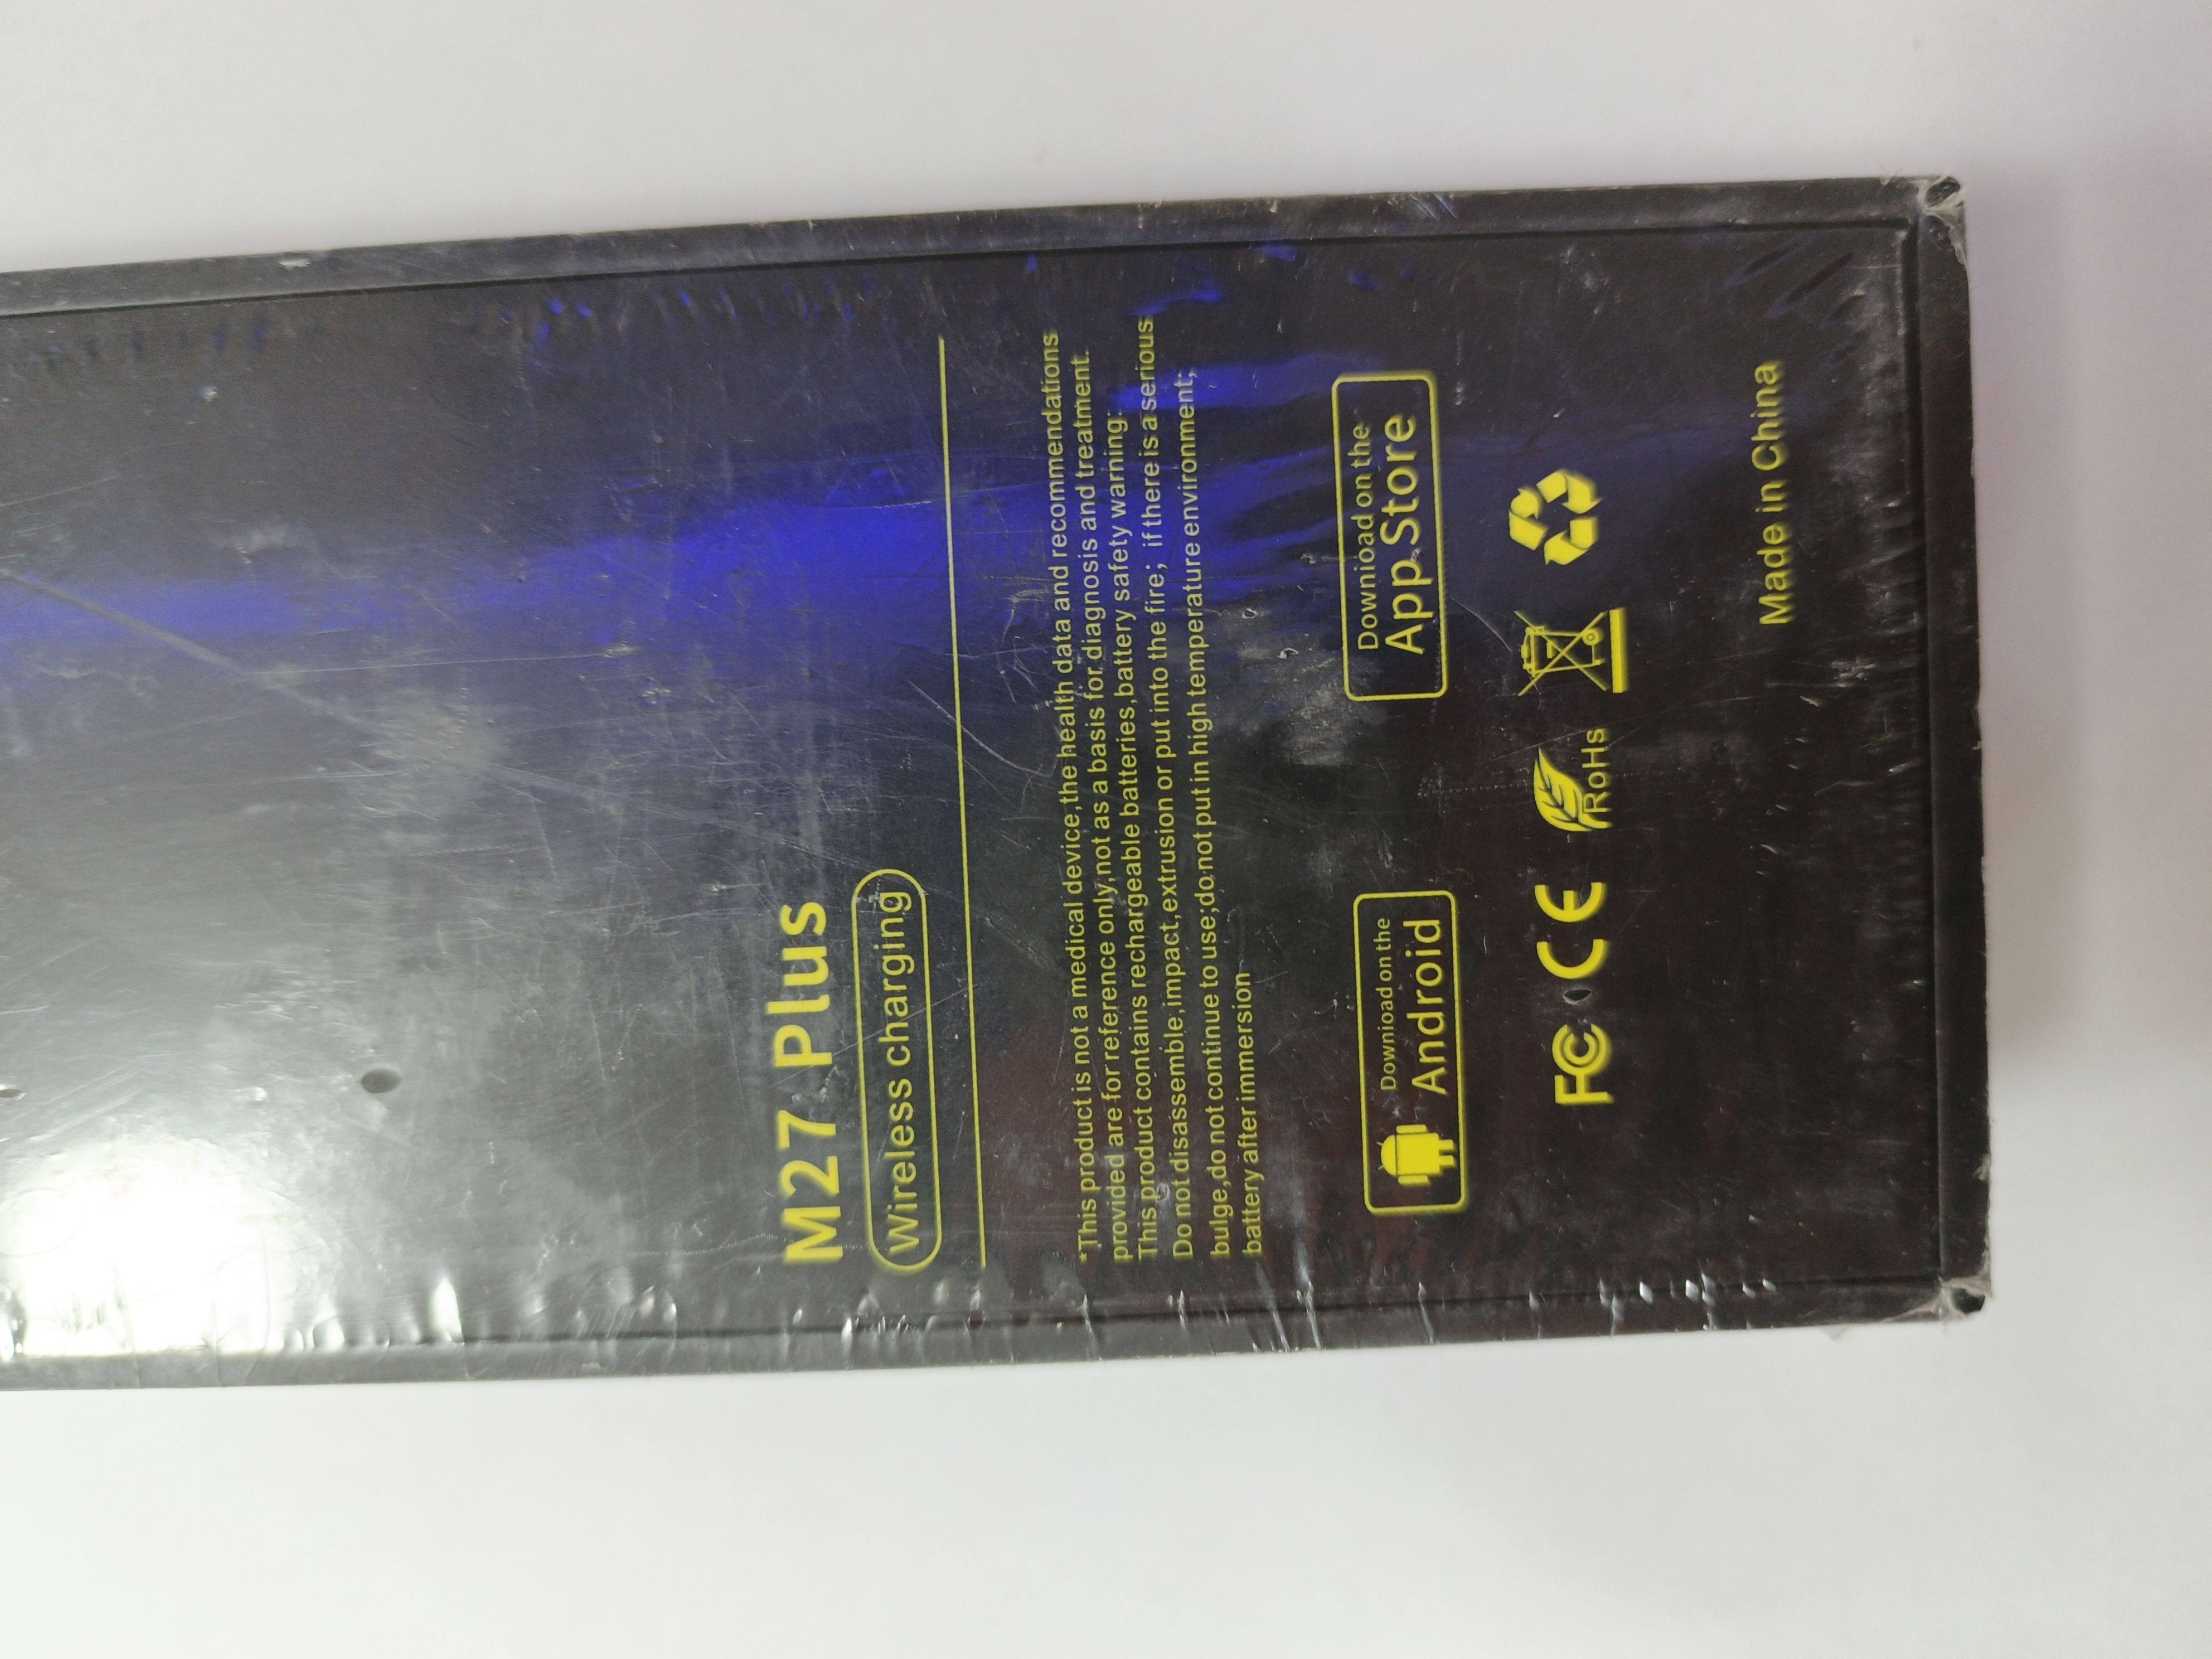 M27 Plus
Wireless charging
*This product is not a medical device,the health data and recommendations
provided are for reference only,not as a basis for diagnosis and treatment.
This product contains rechargeable batteries,battery safety warning:
Do not disassemble,impact,extrusion or put into the fire; if there is a serious
bulge,do not continue to use;do not put in high temperature environment;
battery after immersion
Downioad on the
Android
Downioad on the
App Store
FC CE RoHs
Made in China